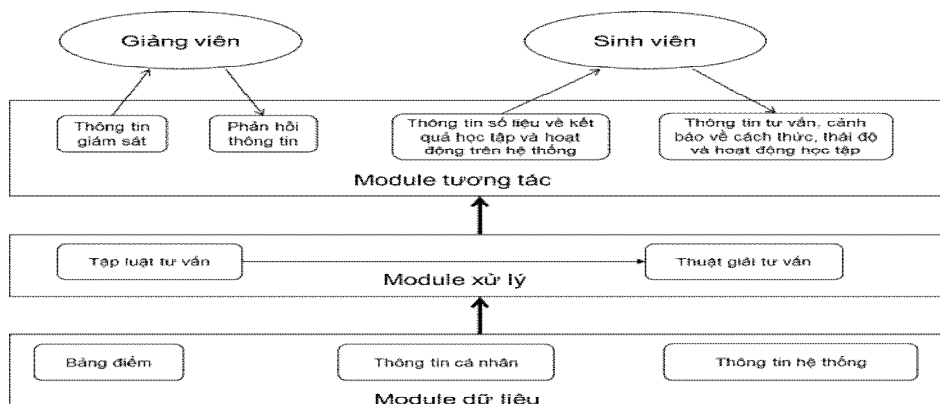 Giảng viên
Sinh viên
Thông tin
giám sát
Phản hồi
thông tin
Thông tin số liệu về kết
quả học tập và hoạt
động trên hệ thống
Thông tin tư vấn, cảnh
báo về cách thức, thái độ
và hoạt động học tập
Module tương tác
Tập luật tư vấn
Thuật giải tư vấn
Module xử lý
Bảng điểm
Thông tin cá nhân
Thông tin hệ thống
Module dữ liệu